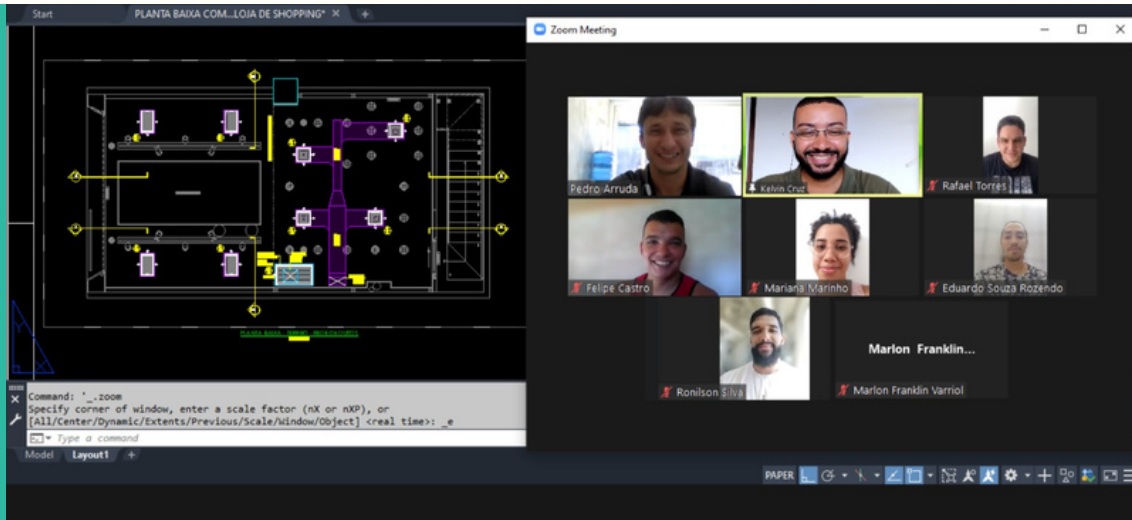 Start
PLANTA BAIXA COM...LOJA DE SHOPPING*
Zoom Meeting
Pedro Arruda
Kelvin Cruz
Rafael Torres
Felipe Castro
Mariana Marinho
Eduardo Souza Rozendo
Ronilson Silva
Marlon Franklin...
Marlon Franklin Varriol
PLANTA BAIXA
Command: '_.zoom
Specify corner of window, enter a scale factor (nX or nXP), or
[All/Center/Dynamic/Extents/Previous/Scale/Window/Object] <real time>: _e
Type a command
Model
Layout1
PAPER